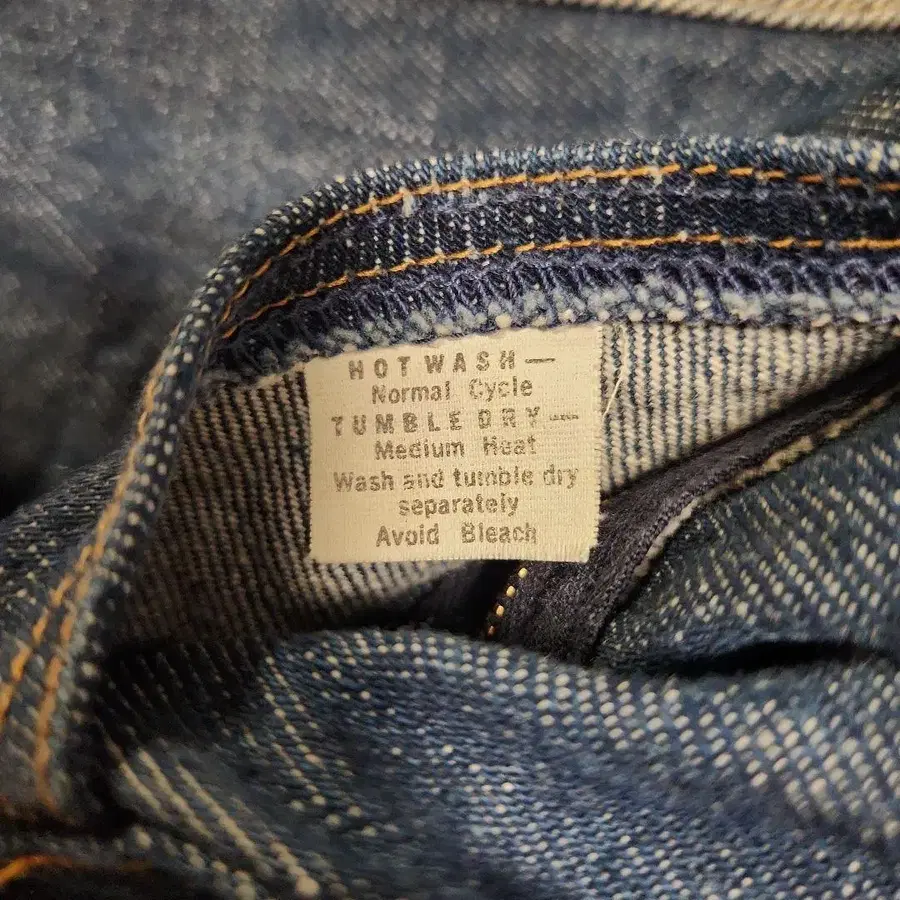 HOT WASH—
Normal Cycle
TUMBLE DRY—
Medium Heat
Wash and tumble dry
separately
Avoid Bleach